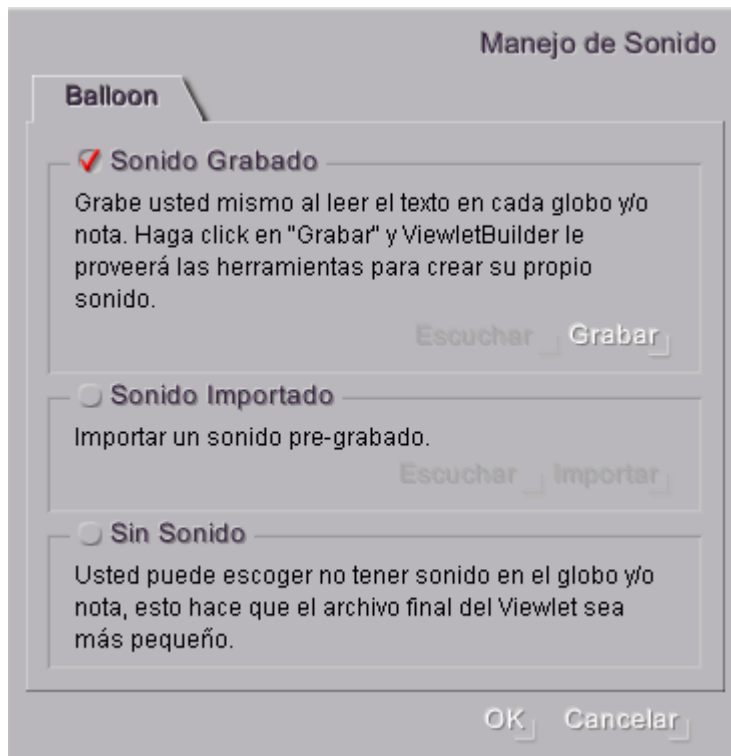 Manejo de Sonido
Balloon
Sonido Grabado
Grabe usted mismo al leer el texto en cada globo y/o
nota. Haga click en "Grabar" y ViewletBuilder le
proveerá las herramientas para crear su propio
sonido.
Escuchar Grabar
Sonido Importado
Importar un sonido pre-grabado.
Escuchar Importar
Sin Sonido
Usted puede escoger no tener sonido en el globo y/o
nota, esto hace que el archivo final del Viewlet sea
más pequeño.
OK Cancelar